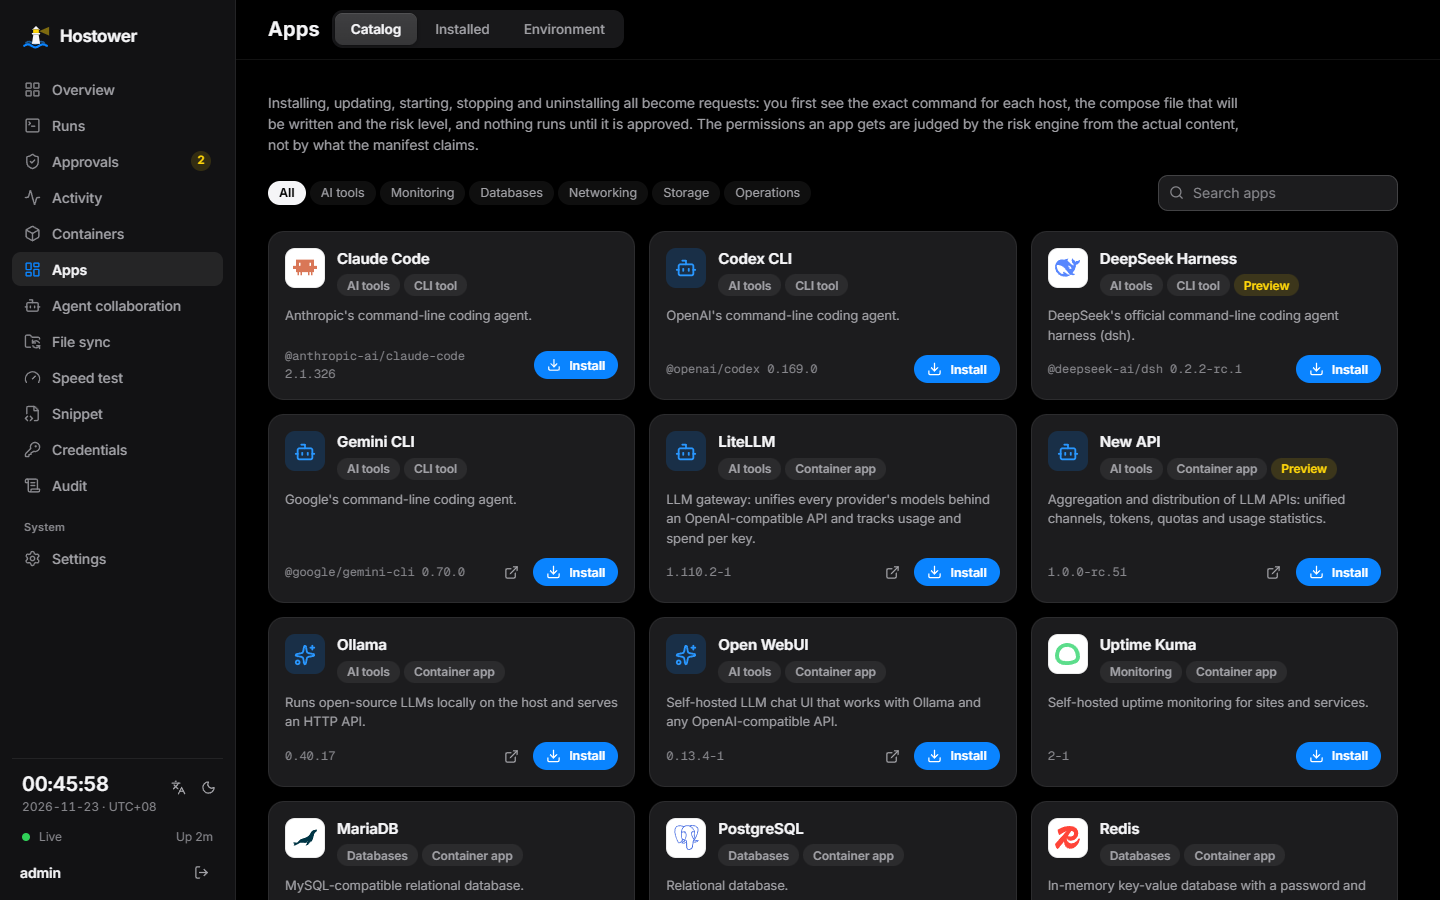 Hostower
Overview
Runs
Approvals 2
Activity
Containers
Apps
Agent collaboration
File sync
Speed test
Snippet
Credentials
Audit
System
Settings
00:45:58
2026-11-23 · UTC+08
Live Up 2m
admin
Apps Catalog Installed Environment
Installing, updating, starting, stopping and uninstalling all become requests: you first see the exact command for each host, the compose file that will
be written and the risk level, and nothing runs until it is approved. The permissions an app gets are judged by the risk engine from the actual content,
not by what the manifest claims.
All AI tools Monitoring Databases Networking Storage Operations Search apps
Claude Code
AI tools CLI tool
Anthropic's command-line coding agent.
@anthropic-ai/claude-code
2.1.326
Install
Codex CLI
AI tools CLI tool
OpenAI's command-line coding agent.
@openai/codex 0.169.0 Install
DeepSeek Harness
AI tools CLI tool Preview
DeepSeek's official command-line coding agent
harness (dsh).
@deepseek-ai/dsh 0.2.2-rc.1 Install
Gemini CLI
AI tools CLI tool
Google's command-line coding agent.
@google/gemini-cli 0.70.0 Install
LiteLLM
AI tools Container app
LLM gateway: unifies every provider's models behind
an OpenAI-compatible API and tracks usage and
spend per key.
1.110.2-1 Install
New API
AI tools Container app Preview
Aggregation and distribution of LLM APIs: unified
channels, tokens, quotas and usage statistics.
1.0.0-rc.51 Install
Ollama
AI tools Container app
Runs open-source LLMs locally on the host and serves
an HTTP API.
0.40.17 Install
Open WebUI
AI tools Container app
Self-hosted LLM chat UI that works with Ollama and
any OpenAI-compatible API.
0.13.4-1 Install
Uptime Kuma
Monitoring Container app
Self-hosted uptime monitoring for sites and services.
2-1 Install
MariaDB
Databases Container app
MySQL-compatible relational database.
PostgreSQL
Databases Container app
Relational database.
Redis
Databases Container app
In-memory key-value database with a password and